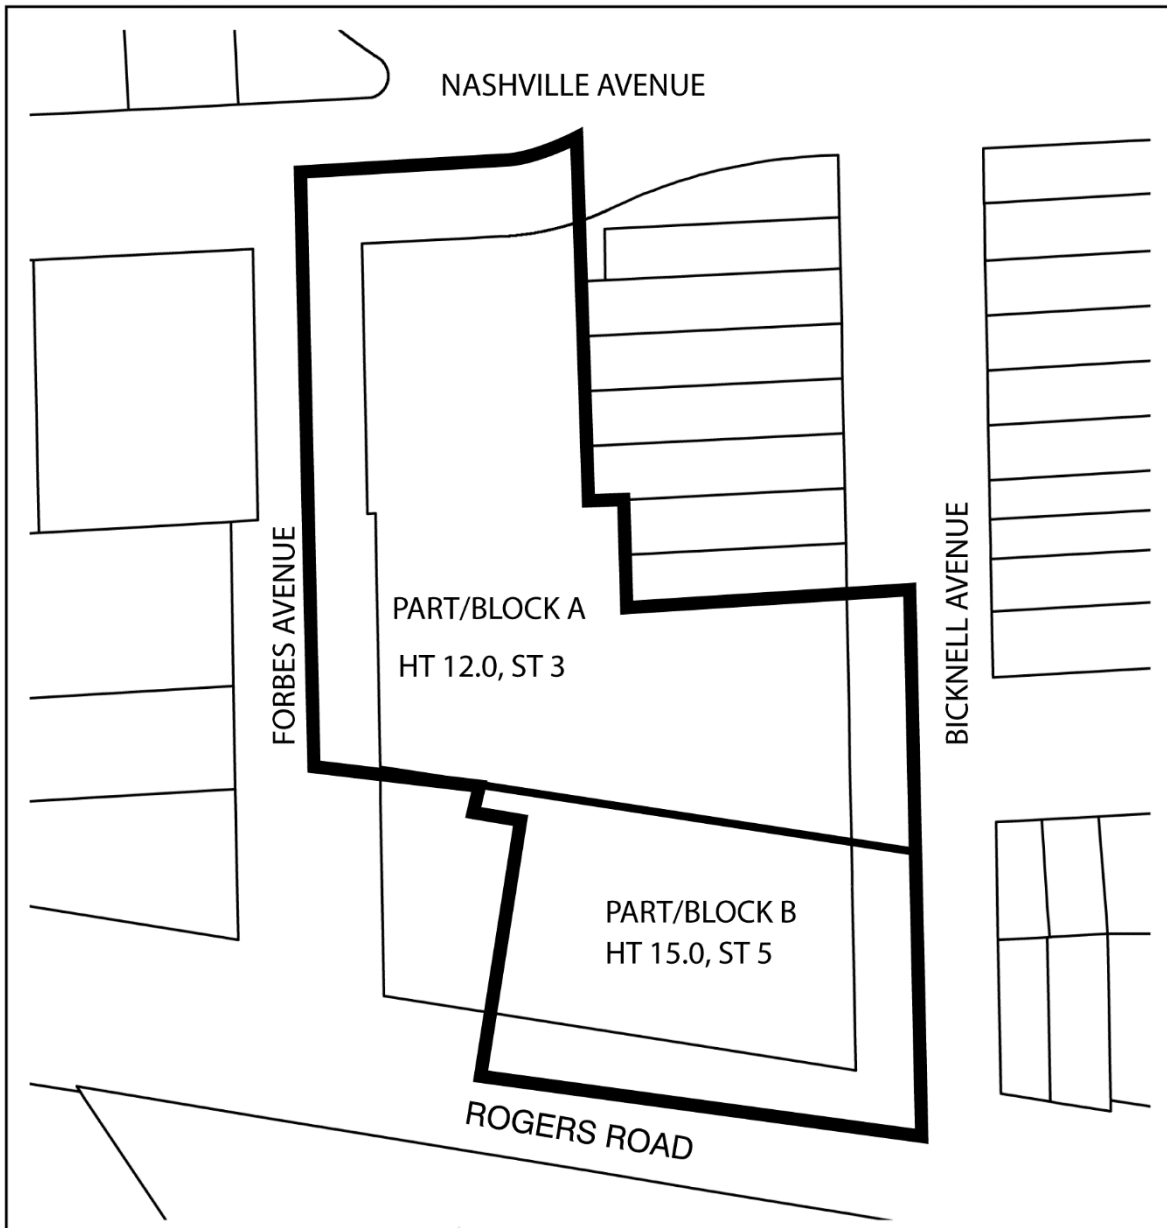 NASHVILLE AVENUE
FORBES AVENUE
BICKNELL AVENUE
PART/BLOCK A
HT 12.0, ST 3
PART/BLOCK B
HT 15.0, ST 5
ROGERS ROAD